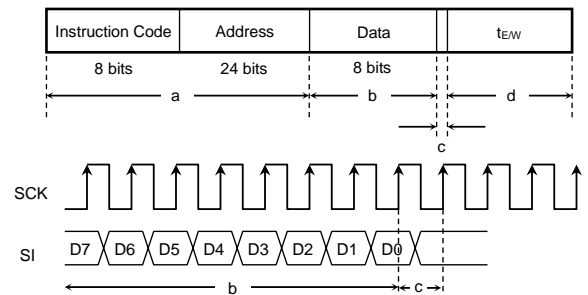 Instruction Code Address Data tE/W
8 bits 24 bits 8 bits
a b d
c
SCK
SI D7 D6 D5 D4 D3 D2 D1 D0
b c